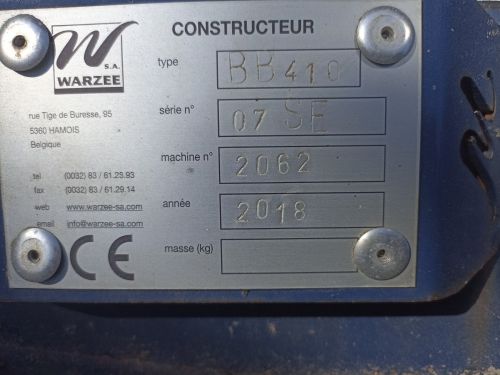 CONSTRUCTEUR
W
S.A.
WARZEE
type BB410
série n° 07 SE
rue Tige de Buresse, 95
5360 HAMOIS
Belgique
machine n° 2062
tel (0032) 83 / 61.23.93
fax (0032) 83 / 61.29.14
web www.warzee-sa.com
email info@warzee-sa.com
année 2018
CE
masse (kg)